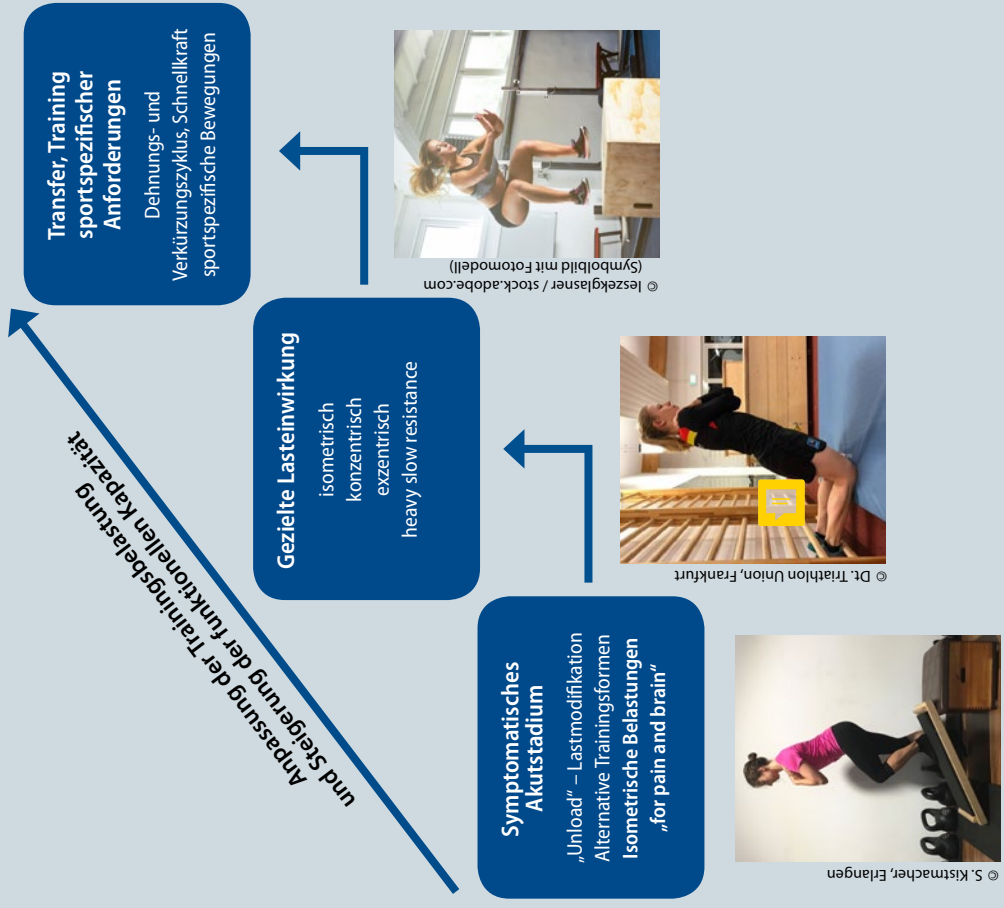 Anpassung der Trainingsbelastung
und Steigerung der funktionellen Kapazität
Symptomatisches
Akutstadium
„Unload“ – Lastmodifikation
Alternative Trainingsformen
Isometrische Belastungen
„for pain and brain“
© S. Kistmacher, Erlangen
Gezielte Lasteinwirkung
isometrisch
konzentrisch
exzentrisch
heavy slow resistance
© Dt. Triathlon Union, Frankfurt
Transfer, Training
sportspezifischer
Anforderungen
Dehnungs- und
Verkürzungszyklus, Schnellkraft
sportspezifische Bewegungen
© leszekglasner / stock.adobe.com
(Symbolbild mit Fotomodell)